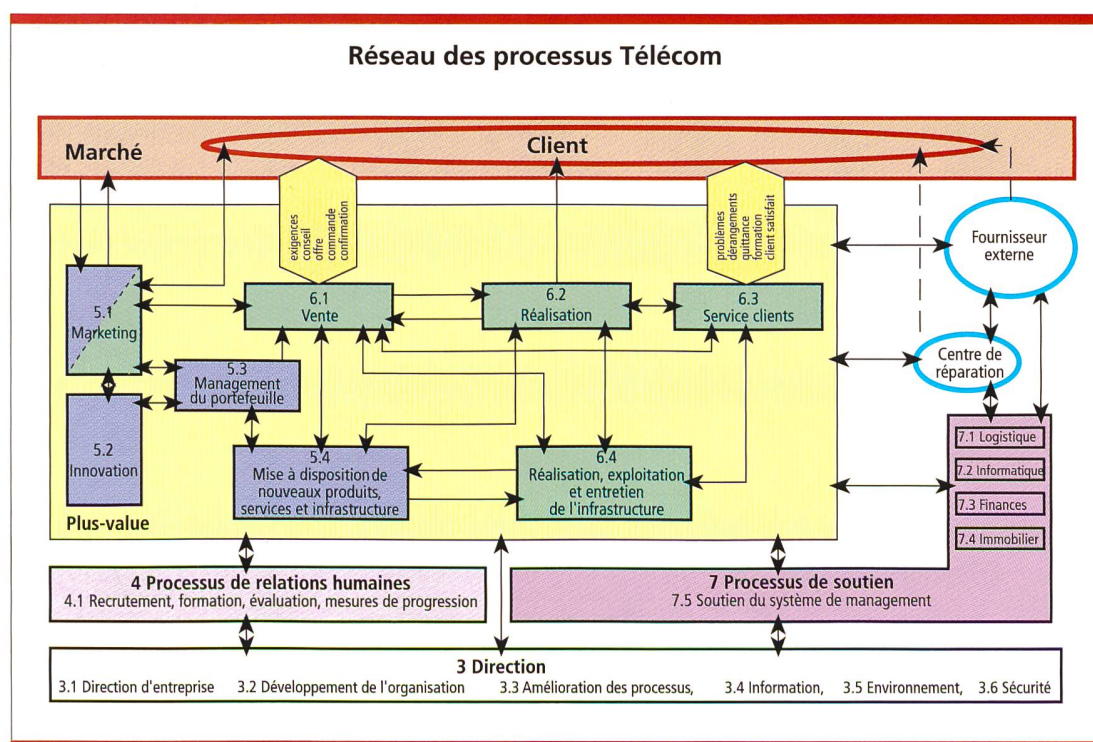 Réseau des processus Télécom
Marché
Client
exigences
conseil
offre
commande
confirmation
problèmes
dérangements
quittance
formation
client satisfait
Fournisseur
externe
5.1
Marketing
6.1
Vente
6.2
Réalisation
6.3
Service clients
Centre de
réparation
5.3
Management
du portefeuille
5.2
Innovation
5.4
Mise à disposition de
nouveaux produits,
services et infrastructure
6.4
Réalisation, exploitation
et entretien
de l'infrastructure
7.1 Logistique
7.2 Informatique
7.3 Finances
7.4 Immobilier
Plus-value
4 Processus de relations humaines
4.1 Recrutement, formation, évaluation, mesures de progression
7 Processus de soutien
7.5 Soutien du système de management
3 Direction
3.1 Direction d'entreprise 3.2 Développement de l'organisation 3.3 Amélioration des processus, 3.4 Information, 3.5 Environnement, 3.6 Sécurité